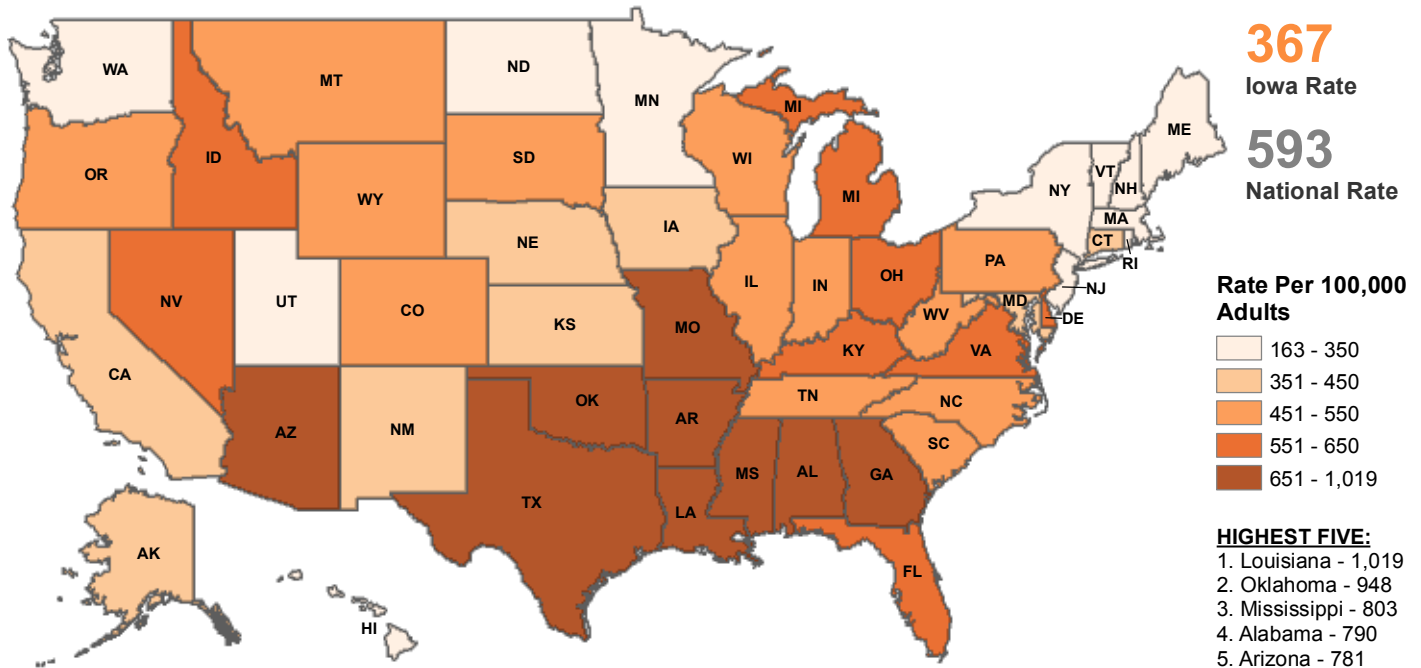 367
Iowa Rate
593
National Rate
WA
MT
ND
MN
MI
ME
OR
ID
SD
WI
VT
NH
NY
WY
MI
MA
NE
IA
CT
RI
PA
NV
UT
CO
IL
IN
OH
NJ
MD
KS
MO
WV
DE
KY
VA
CA
TN
NC
OK
AR
AZ
NM
SC
MS
AL
GA
TX
LA
AK
FL
HI
Rate Per 100,000
Adults
163 - 350
351 - 450
451 - 550
551 - 650
651 - 1,019
HIGHEST FIVE:
1. Louisiana - 1,019
2. Oklahoma - 948
3. Mississippi - 803
4. Alabama - 790
5. Arizona - 781